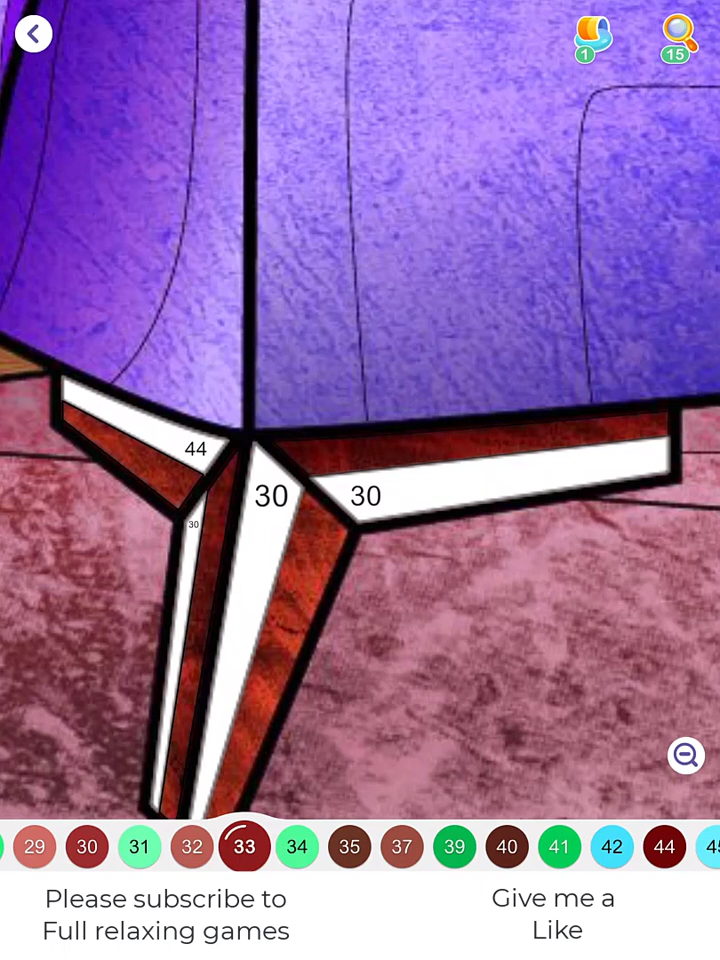 1
15
44
30
30
30
29 30 31 32 33 34 35 37 39 40 41 42 44
Please subscribe to
Full relaxing games
Give me a
Like